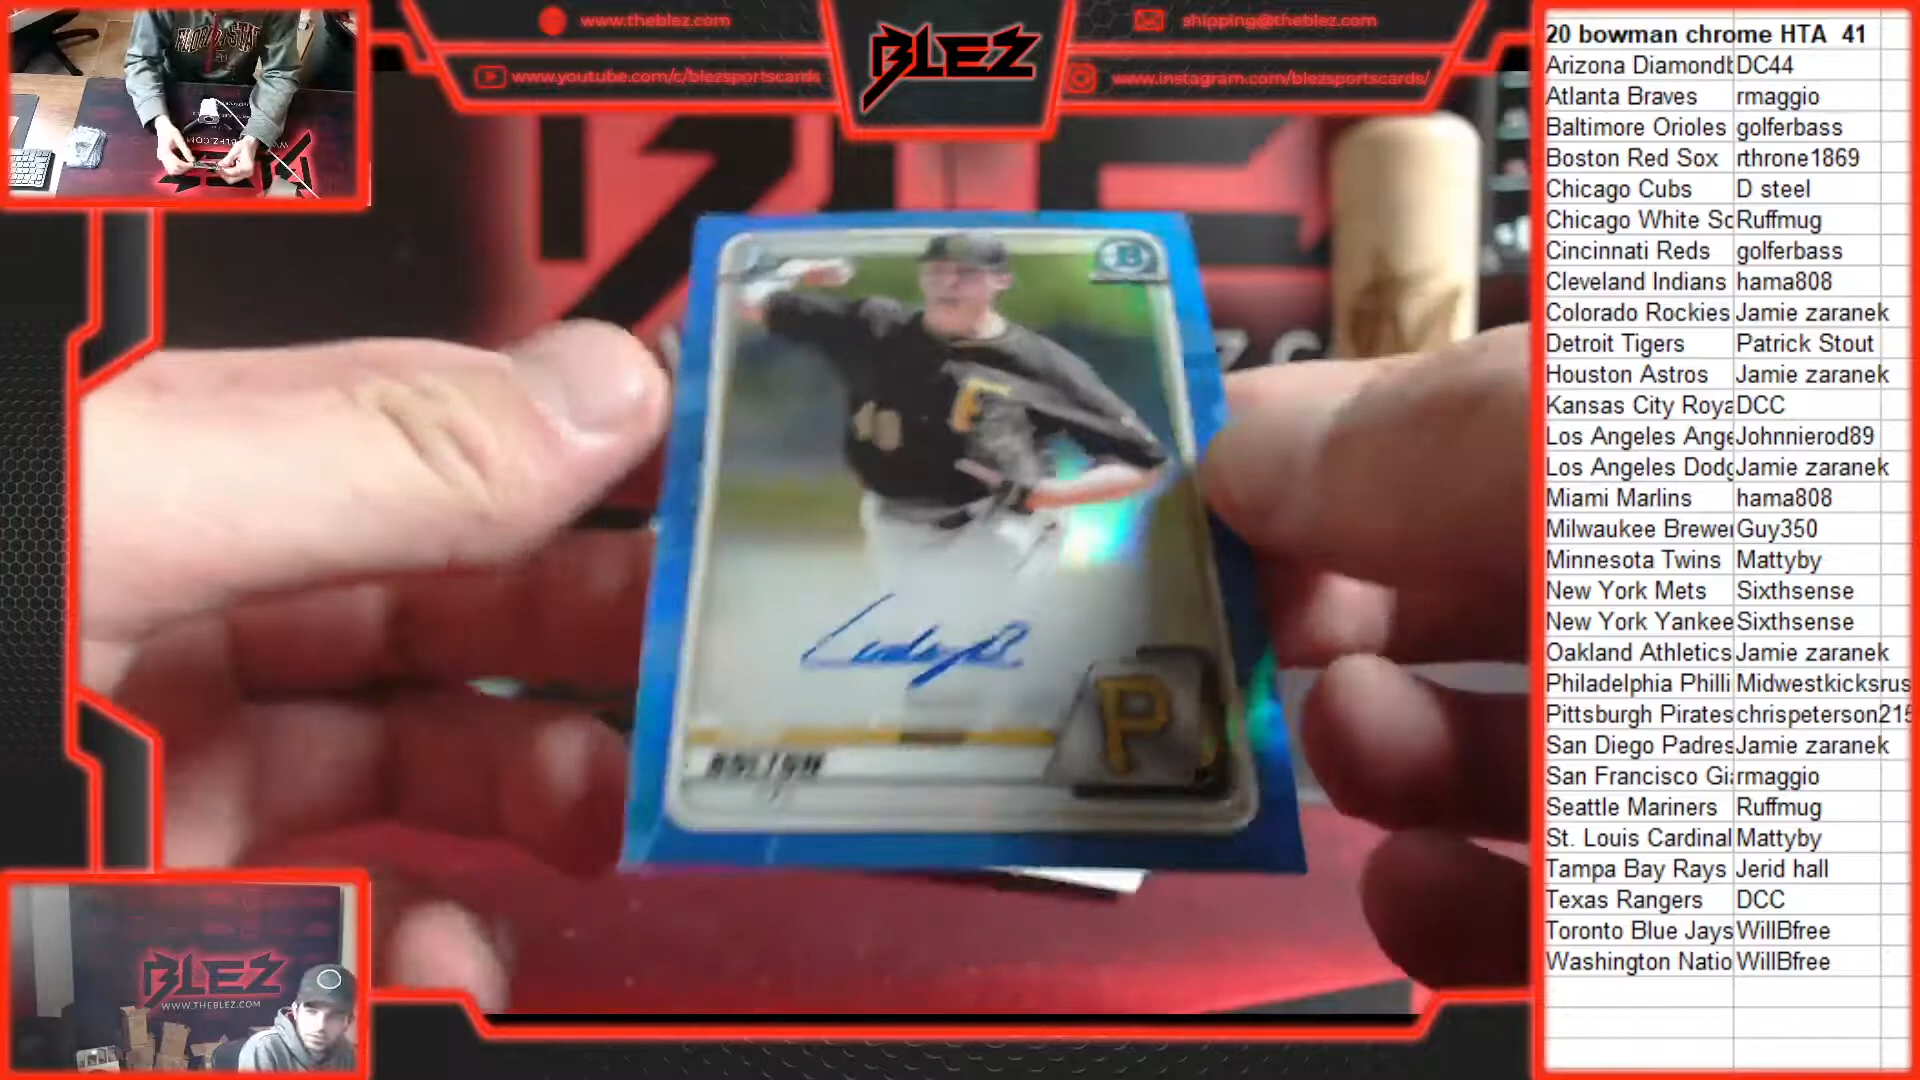 www.theblez.com
shipping@theblez.com
www.youtube.com/c/blezsportscards
www.instagram.com/blezsportscards/
BLEZ
FLORIDA STATE
B
P
BOLTON
P
BLEZ
WWW.THEBLEZ.COM
20 bowman chrome HTA 41
Arizona Diamondb DC44
Atlanta Braves rmaggio
Baltimore Orioles golferbass
Boston Red Sox rthrone1869
Chicago Cubs D steel
Chicago White So Ruffmug
Cincinnati Reds golferbass
Cleveland Indians hama808
Colorado Rockies Jamie zaranek
Detroit Tigers Patrick Stout
Houston Astros Jamie zaranek
Kansas City Roya DCC
Los Angeles Ange Johnnierod89
Los Angeles Dodg Jamie zaranek
Miami Marlins hama808
Milwaukee Brewer Guy350
Minnesota Twins Mattyby
New York Mets Sixthsense
New York Yankee Sixthsense
Oakland Athletics Jamie zaranek
Philadelphia Philli Midwestkicksrus
Pittsburgh Pirates chrispeterson215
San Diego Padres Jamie zaranek
San Francisco Gia rmaggio
Seattle Mariners Ruffmug
St. Louis Cardinal Mattyby
Tampa Bay Rays Jerid hall
Texas Rangers DCC
Toronto Blue Jays WillBfree
Washington Natio WillBfree